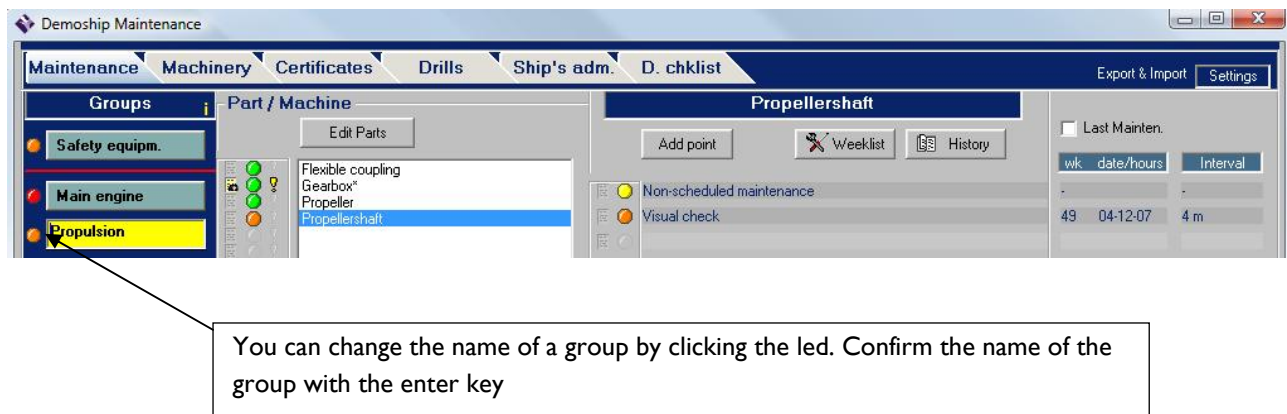 Demoship Maintenance
Maintenance Machinery Certificates Drills Ship's adm. D. chklist Export & Import Settings
Groups i Part / Machine Propellershaft
Safety equipm. Edit Parts Add point Weeklist History Last Mainten.
wk date/hours Interval
Main engine
Propulsion
Flexible coupling
Gearbox*
Propeller
Propellershaft
Non-scheduled maintenance - -
Visual check 49 04-12-07 4 m
You can change the name of a group by clicking the led. Confirm the name of the
group with the enter key